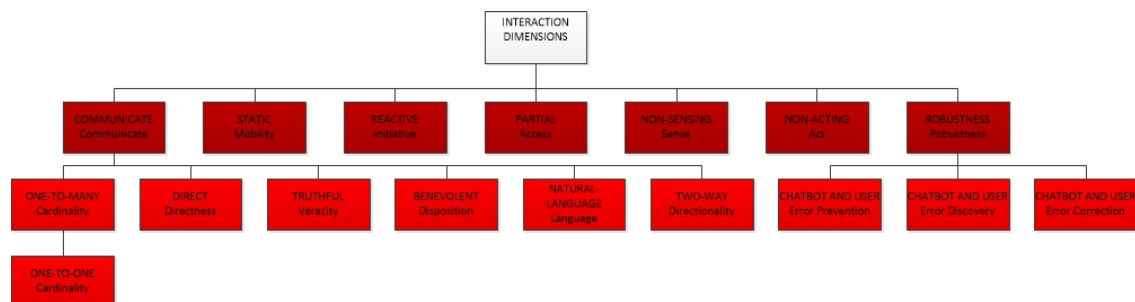 INTERACTION
DIMENSIONS
COMMUNICATE
Communicate
STATIC
Mobility
REACTIVE
Initiative
PARTIAL
Access
NON-SENSING
Sense
NON-ACTING
Act
ROBUSTNESS
Robustness
ONE-TO-MANY
Cardinality
DIRECT
Directness
TRUTHFUL
Veracity
BENEVOLENT
Disposition
NATURAL-
LANGUAGE
Language
TWO-WAY
Directionality
CHATBOT AND USER
Error Prevention
CHATBOT AND USER
Error Discovery
CHATBOT AND USER
Error Correction
ONE-TO-ONE
Cardinality